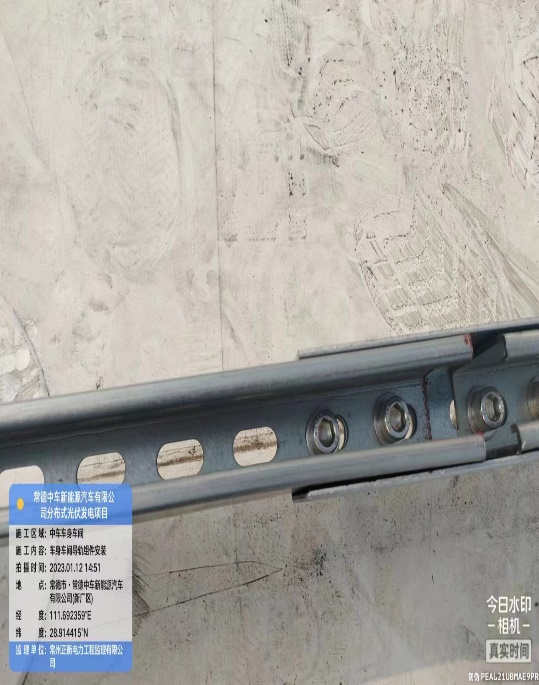 常德中车新能源汽车有限公
司分布式光伏发电项目
施工区域: 中车车身车间
施工内容: 车身车间导轨组件安装
拍摄时间: 2023.01.12 14:51
地 点: 常德市·常德中车新能源汽车
有限公司(新厂区)
经 度: 111.692359°E
纬 度: 28.914415°N
监理单位: 常州正衡电力工程监理有限公
司
今日水印
-相机-
真实时间
防伪 PEAL21UBMAE9PR